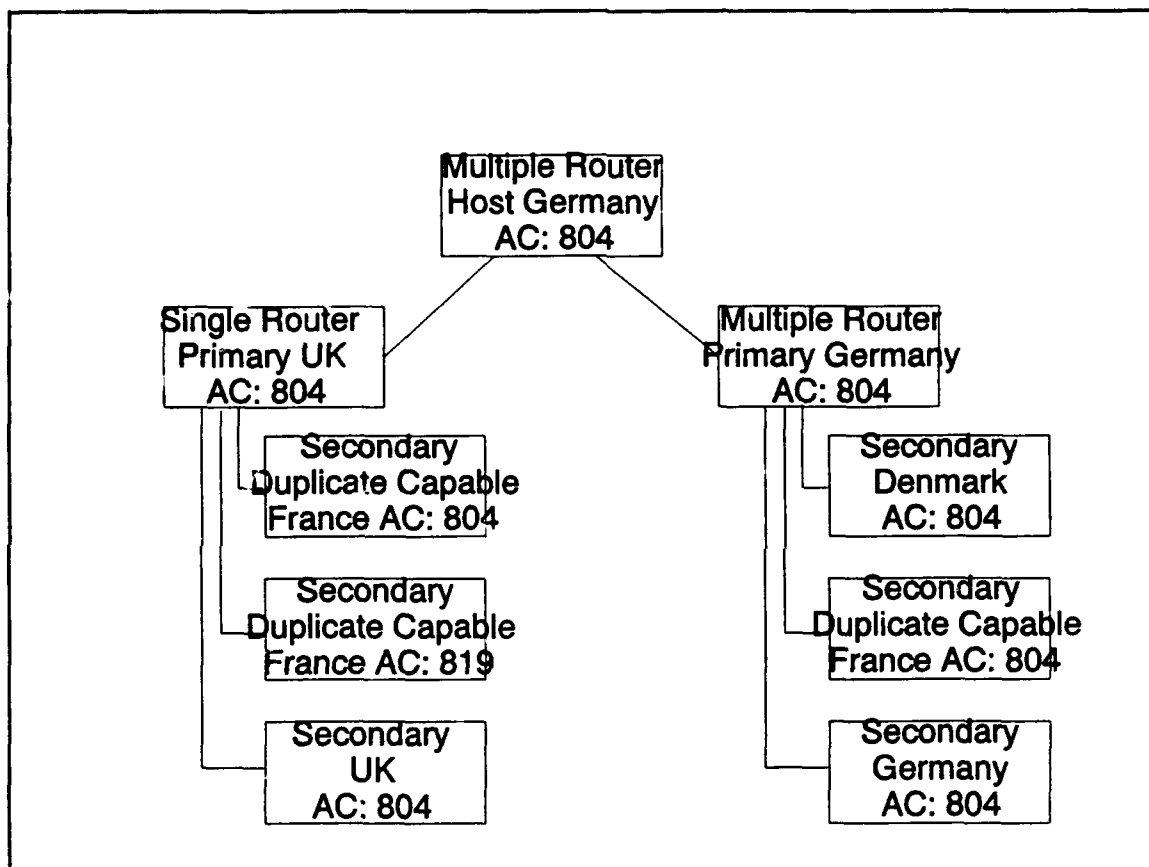 Multiple Router
Host Germany
AC: 804
Single Router
Primary UK
AC: 804
Secondary
Duplicate Capable
France AC: 804
Secondary
Duplicate Capable
France AC: 819
Secondary
UK
AC: 804
Multiple Router
Primary Germany
AC: 804
Secondary
Denmark
AC: 804
Secondary
Duplicate Capable
France AC: 804
Secondary
Germany
AC: 804